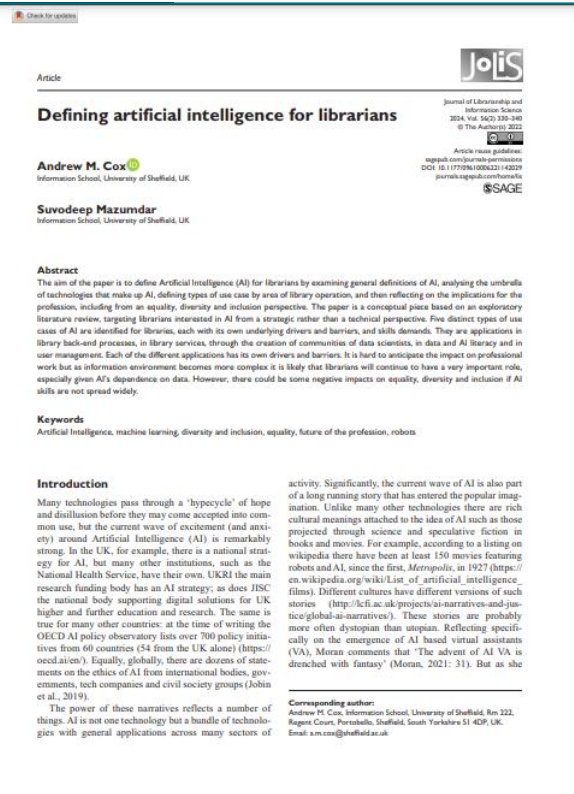 Check for updates
Article
JOLIS
Defining artificial intelligence for librarians
Journal of Librarianship and
Information Science
2024, Vol. 56(2) 330–340
© The Author(s) 2022
Article reuse guidelines:
sagepub.com/journals-permissions
DOI: 10.1177/09610006221142029
journals.sagepub.com/home/lis
SAGE
Andrew M. Cox
Information School, University of Sheffield, UK
Suvodeep Mazumdar
Information School, University of Sheffield, UK
Abstract
The aim of the paper is to define Artificial Intelligence (AI) for librarians by examining general definitions of AI, analysing the umbrella
of technologies that make up AI, defining types of use case by area of library operation, and then reflecting on the implications for the
profession, including from an equality, diversity and inclusion perspective. The paper is a conceptual piece based on an exploratory
literature review, targeting librarians interested in AI from a strategic rather than a technical perspective. Five distinct types of use
cases of AI are identified for libraries, each with its own underlying drivers and barriers, and skills demands. They are applications in
library back-end processes, in library services, through the creation of communities of data scientists, in data and AI literacy and in
user management. Each of the different applications has its own drivers and barriers. It is hard to anticipate the impact on professional
work but as information environment becomes more complex it is likely that librarians will continue to have a very important role,
especially given AI's dependence on data. However, there could be some negative impacts on equality, diversity and inclusion if AI
skills are not spread widely.
Keywords
Artificial Intelligence, machine learning, diversity and inclusion, equality, future of the profession, robots
Introduction
Many technologies pass through a 'hypecycle' of hope
and disillusion before they may come accepted into com-
mon use, but the current wave of excitement (and anxi-
ety) around Artificial Intelligence (AI) is remarkably
strong. In the UK, for example, there is a national strat-
egy for AI, but many other institutions, such as the
National Health Service, have their own. UKRI the main
research funding body has an AI strategy; as does JISC
the national body supporting digital solutions for UK
higher and further education and research. The same is
true for many other countries: at the time of writing the
OECD AI policy observatory lists over 700 policy initia-
tives from 60 countries (54 from the UK alone) (https://
oecd.ai/en/). Equally, globally, there are dozens of state-
ments on the ethics of AI from international bodies, gov-
ernments, tech companies and civil society groups (Jobin
et al., 2019).
The power of these narratives reflects a number of
things. AI is not one technology but a bundle of technolo-
gies with general applications across many sectors of
activity. Significantly, the current wave of AI is also part
of a long running story that has entered the popular imag-
ination. Unlike many other technologies there are rich
cultural meanings attached to the idea of AI such as those
projected through science and speculative fiction in
books and movies. For example, according to a listing on
wikipedia there have been at least 150 movies featuring
robots and AI, since the first, Metropolis, in 1927 (https://
en.wikipedia.org/wiki/List_of_artificial_intelligence_
films). Different cultures have different versions of such
stories (http://lcfi.ac.uk/projects/ai-narratives-and-jus-
tice/global-ai-narratives/). These stories are probably
more often dystopian than utopian. Reflecting specifi-
cally on the emergence of AI based virtual assistants
(VA), Moran comments that 'The advent of AI VA is
drenched with fantasy' (Moran, 2021: 31). But as she
Corresponding author:
Andrew M. Cox, Information School, University of Sheffield, Rm 222,
Regent Court, Portobello, Sheffield, South Yorkshire S1 4DP, UK.
Email: a.m.cox@sheffield.ac.uk